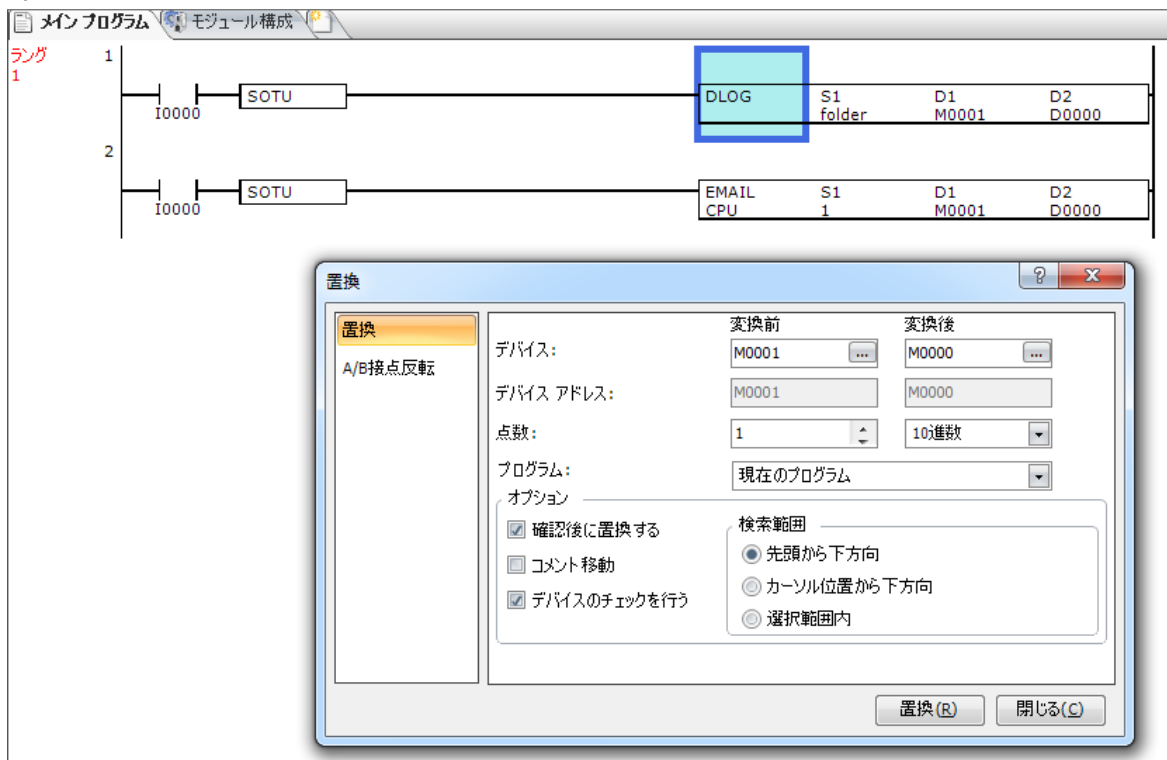 メイン プログラム モジュール構成
ラング 1
1
SOTU DLOG S1 D1 D2
I0000 folder M0001 D0000
2
SOTU EMAIL S1 D1 D2
I0000 CPU 1 M0001 D0000
置換
置換
A/B接点反転
変換前 変換後
デバイス: M0001 ... M0000 ...
デバイス アドレス: M0001 M0000
点数: 1 10進数
プログラム: 現在のプログラム
オプション
確認後に置換する
コメント移動
デバイスのチェックを行う
検索範囲
先頭から下方向
カーソル位置から下方向
選択範囲内
置換(R) 閉じる(C)